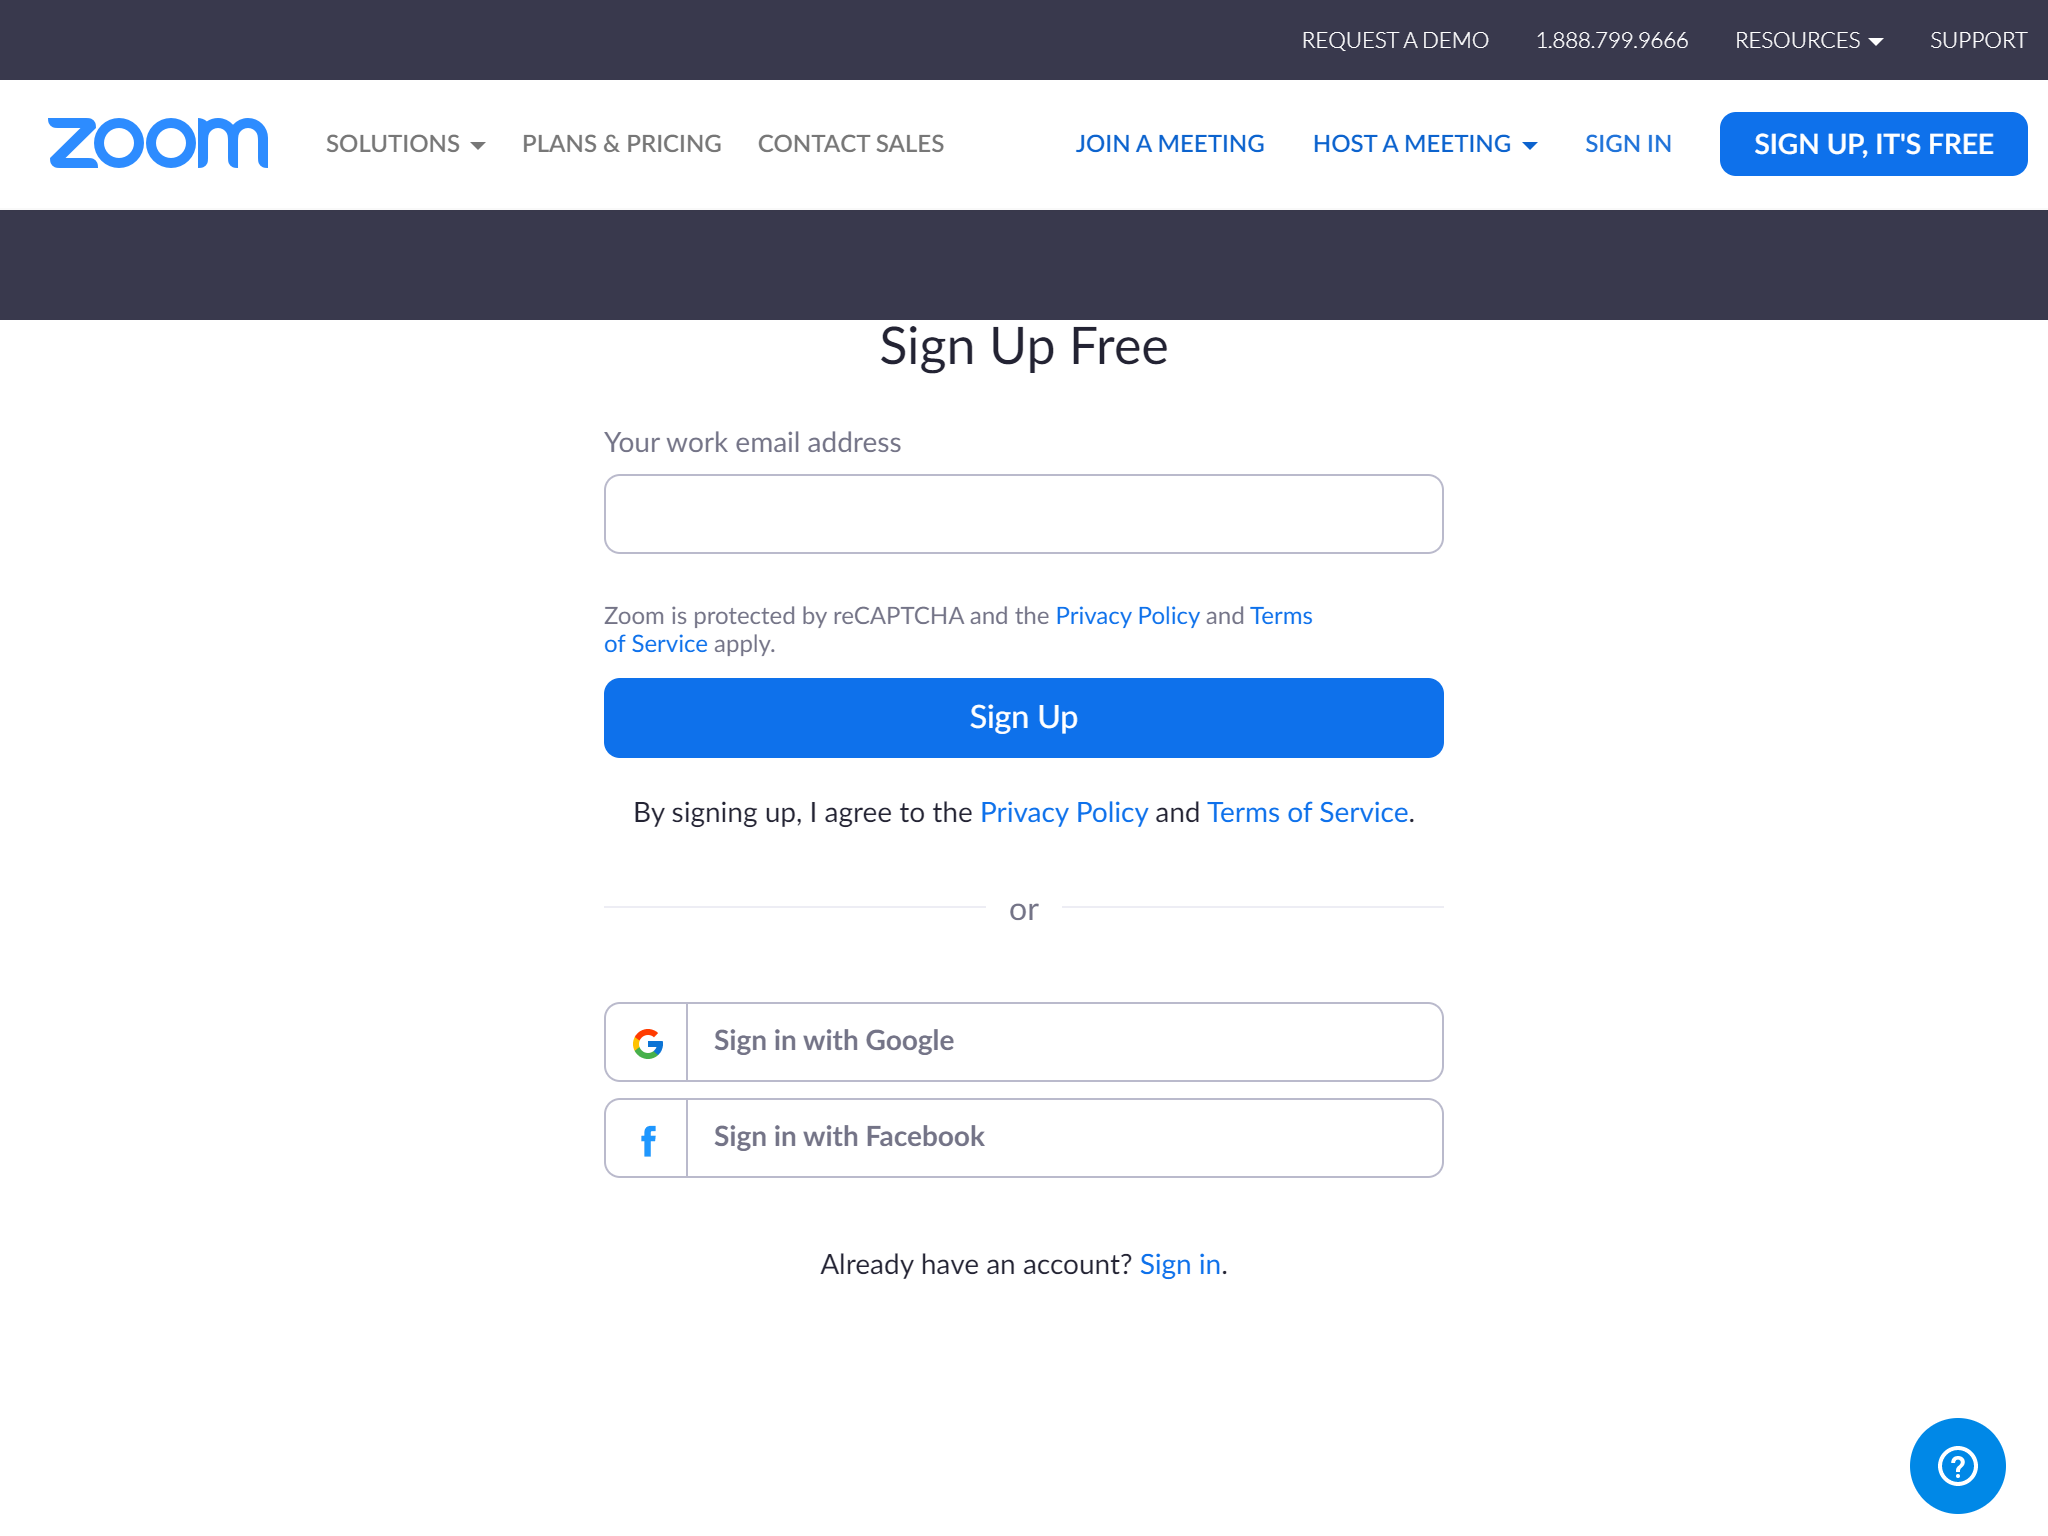 REQUEST A DEMO 1.888.799.9666 RESOURCES SUPPORT
zoom SOLUTIONS PLANS & PRICING CONTACT SALES JOIN A MEETING HOST A MEETING SIGN IN SIGN UP, IT'S FREE
Sign Up Free
Your work email address
Zoom is protected by reCAPTCHA and the Privacy Policy and Terms
of Service apply.
Sign Up
By signing up, I agree to the Privacy Policy and Terms of Service.
or
Sign in with Google
Sign in with Facebook
Already have an account? Sign in.